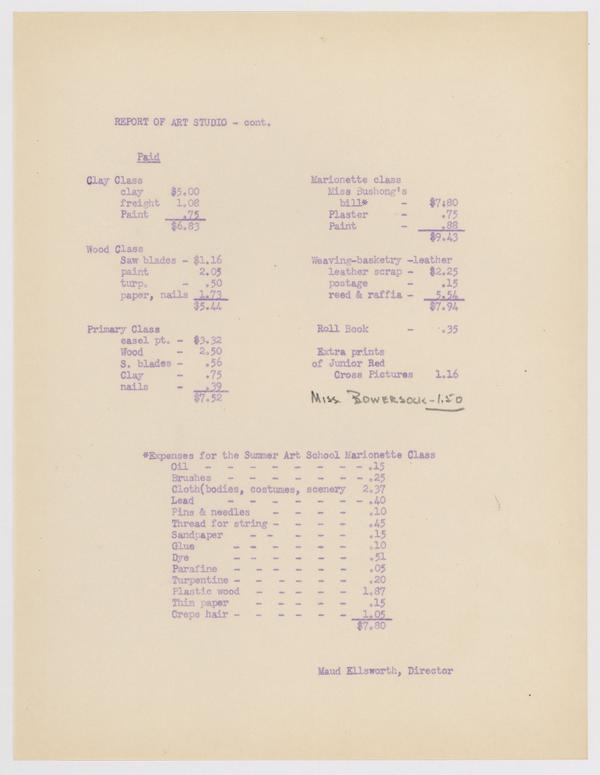 REPORT OF ART STUDIO - cont.
Paid
Clay Class
clay $5.00
freight 1.08
Paint .75
$6.83
Wood Class
Saw blades - $1.16
paint 2.05
turp. - .50
paper, nails 1.73
$5.44
Primary Class
easel pt. - $3.32
Wood - 2.50
S. blades - .56
Clay - .75
nails - .39
$7.52
Marionette class
Miss Bushong's
bill* - $7.80
Plaster - .75
Paint - .88
$9.43
Weaving-basketry -leather
leather scrap - $2.25
postage - .15
reed & raffia - 5.54
$7.94
Roll Book - .35
Extra prints
of Junior Red
Cross Pictures 1.16
Miss Bowersock - 1.50
*Expenses for the Summer Art School Marionette Class
Oil - - - - - - - - .15
Brushes - - - - - - - .25
Cloth(bodies, costumes, scenery 2.37
Lead - - - - - - - .40
Pins & needles - - - - .10
Thread for string - - - - .45
Sandpaper - - - - - .15
Glue - - - - - - .10
Dye - - - - - - .51
Parafine - - - - - .05
Turpentine - - - - - - .20
Plastic wood - - - - - 1.87
Thin paper - - - - - .15
Crepe hair - - - - - - 1.05
$7.80
Maud Ellsworth, Director